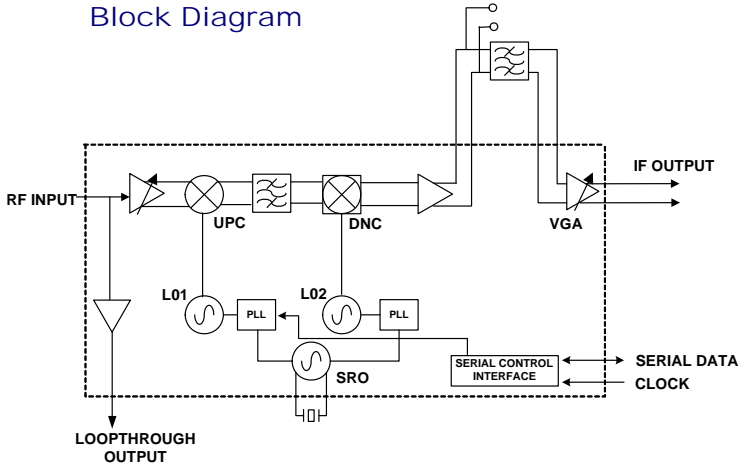 Block Diagram
IF OUTPUT
RF INPUT
UPC
DNC
VGA
L01
L02
PLL
PLL
SRO
SERIAL CONTROL
INTERFACE
SERIAL DATA
CLOCK
LOOPTHROUGH
OUTPUT